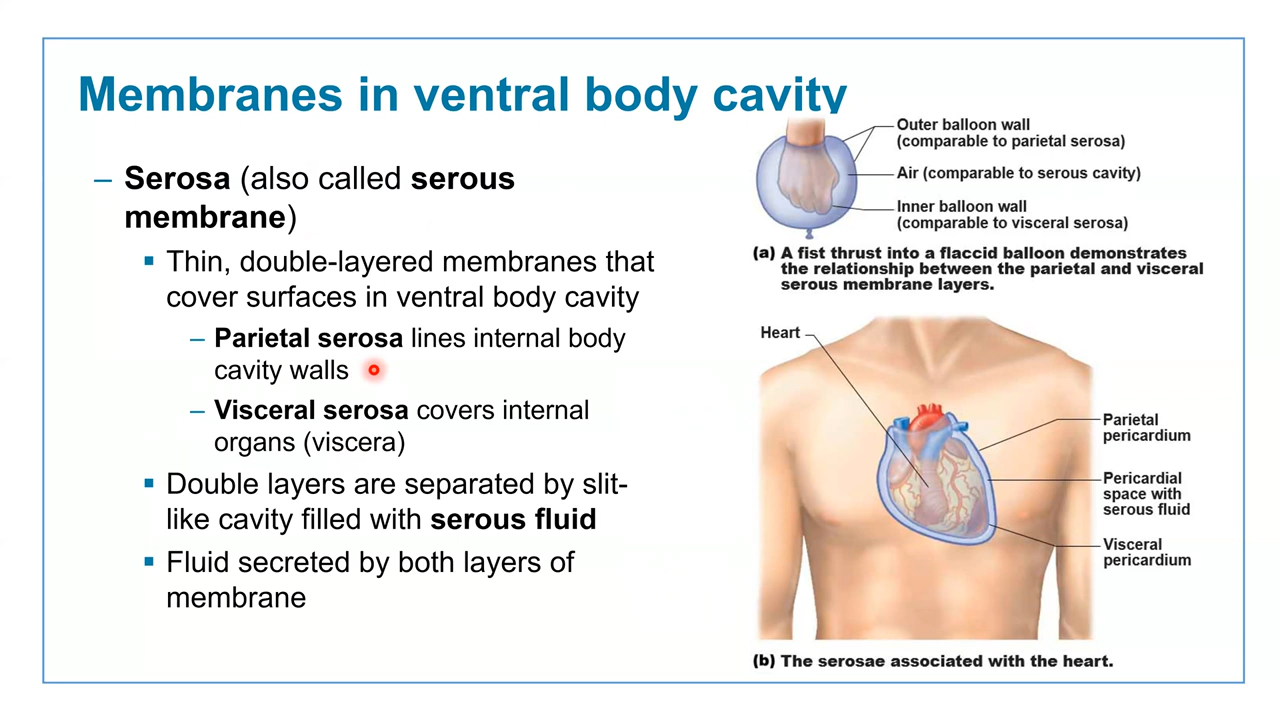 Membranes in ventral body cavity
– Serosa (also called serous
membrane)
▪ Thin, double-layered membranes that
cover surfaces in ventral body cavity
– Parietal serosa lines internal body
cavity walls
– Visceral serosa covers internal
organs (viscera)
▪ Double layers are separated by slit-
like cavity filled with serous fluid
▪ Fluid secreted by both layers of
membrane
Outer balloon wall
(comparable to parietal serosa)
Air (comparable to serous cavity)
Inner balloon wall
(comparable to visceral serosa)
(a) A fist thrust into a flaccid balloon demonstrates
the relationship between the parietal and visceral
serous membrane layers.
Heart
Parietal
pericardium
Pericardial
space with
serous fluid
Visceral
pericardium
(b) The serosae associated with the heart.